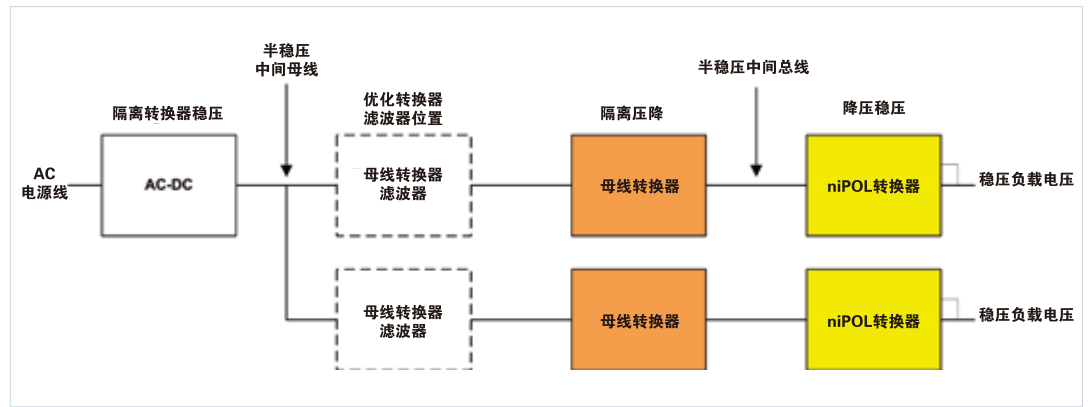 半稳压
中间母线
半稳压中间总线
隔离转换器稳压
优化转换器
滤波器位置
隔离压降
降压稳压
AC
电源线
AC-DC
母线转换器
滤波器
母线转换器
niPOL转换器
稳压负载电压
母线转换器
滤波器
母线转换器
niPOL转换器
稳压负载电压